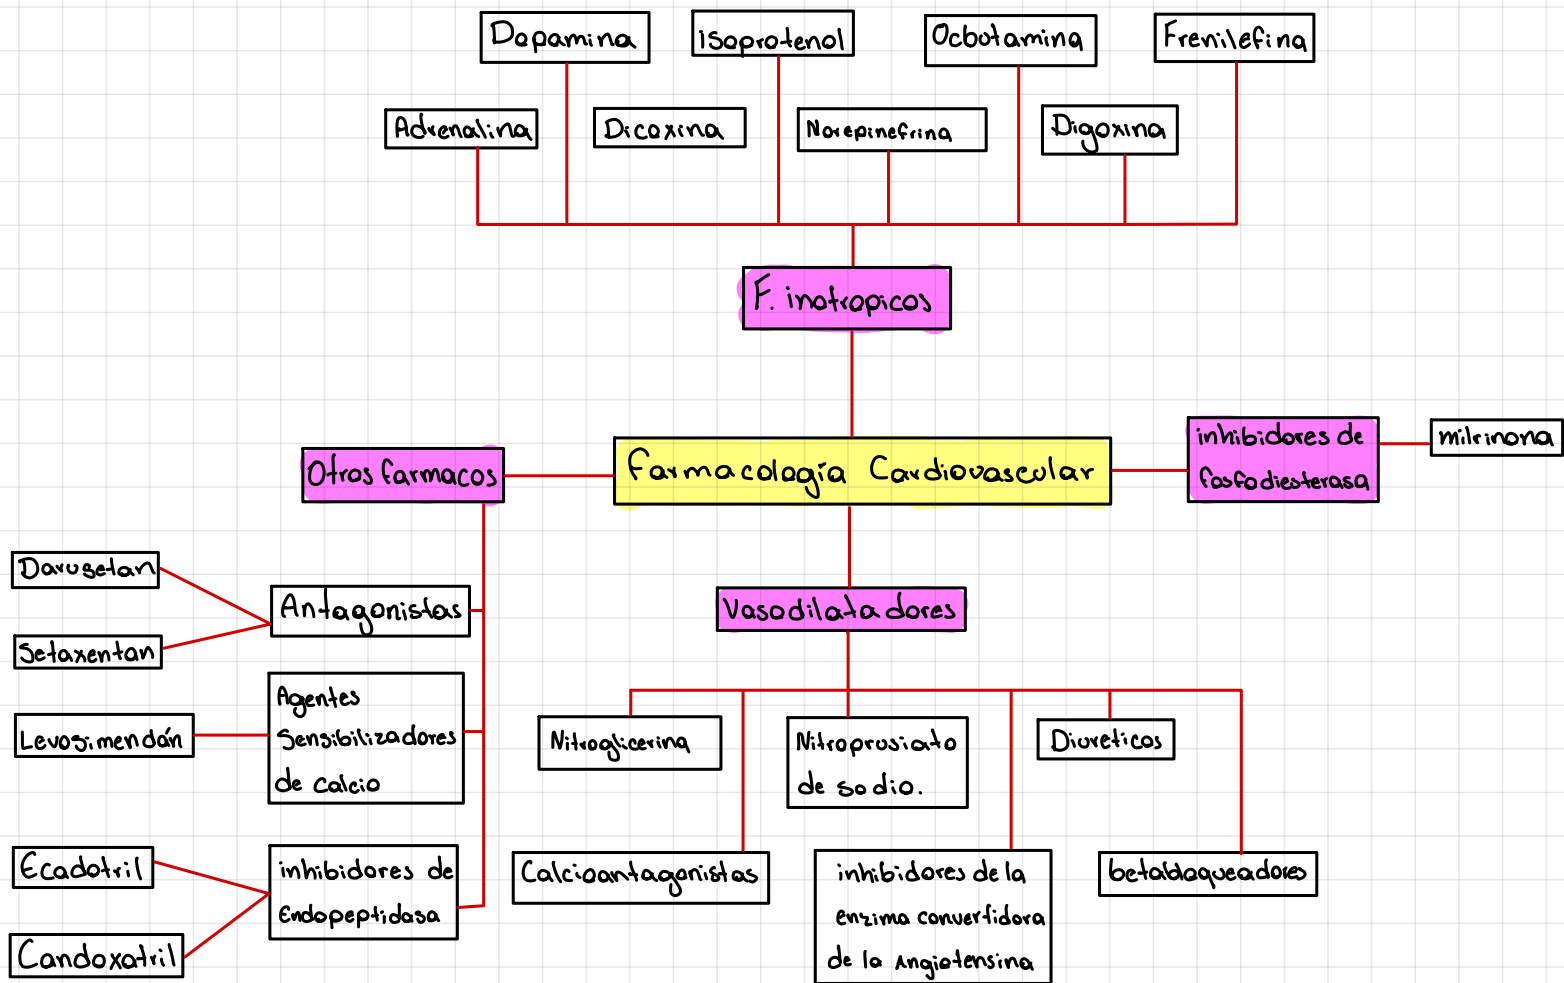 Dopamina
Isoprotenol
Ocbutamina
Frenilefina
Adrenalina
Dicoxina
Norepinefrina
Digoxina
F. inotropicos
Otros farmacos
Farmacología Cardiovascular
inhibidores de
fosfodiesterasa
milrinona
Darusetan
Setaxentan
Antagonistas
Vasodilatadores
Levosimendán
Agentes
Sensibilizadores
de calcio
Nitroglicerina
Nitroprusiato
de sodio.
Diureticos
Ecadotril
Candoxatril
inhibidores de
Endopeptidasa
Calcioantagonistas
inhibidores de la
enzima convertidora
de la Angiotensina
betabloqueadores